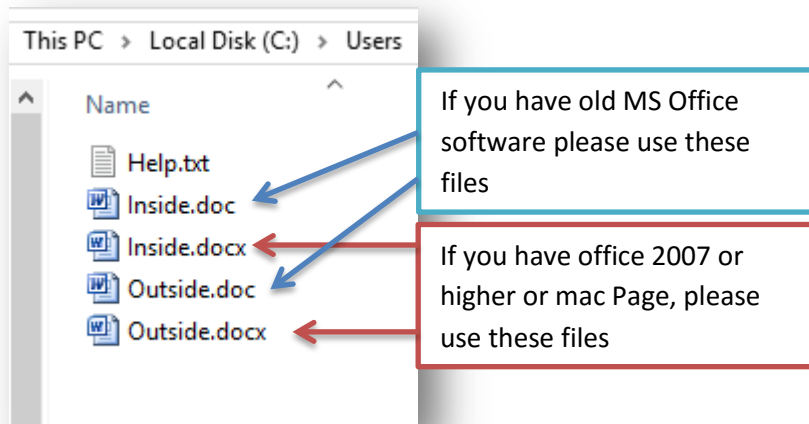 This PC > Local Disk (C:) > Users
Name
Help.txt
Inside.doc
Inside.docx
Outside.doc
Outside.docx
If you have old MS Office
software please use these
files
If you have office 2007 or
higher or mac Page, please
use these files